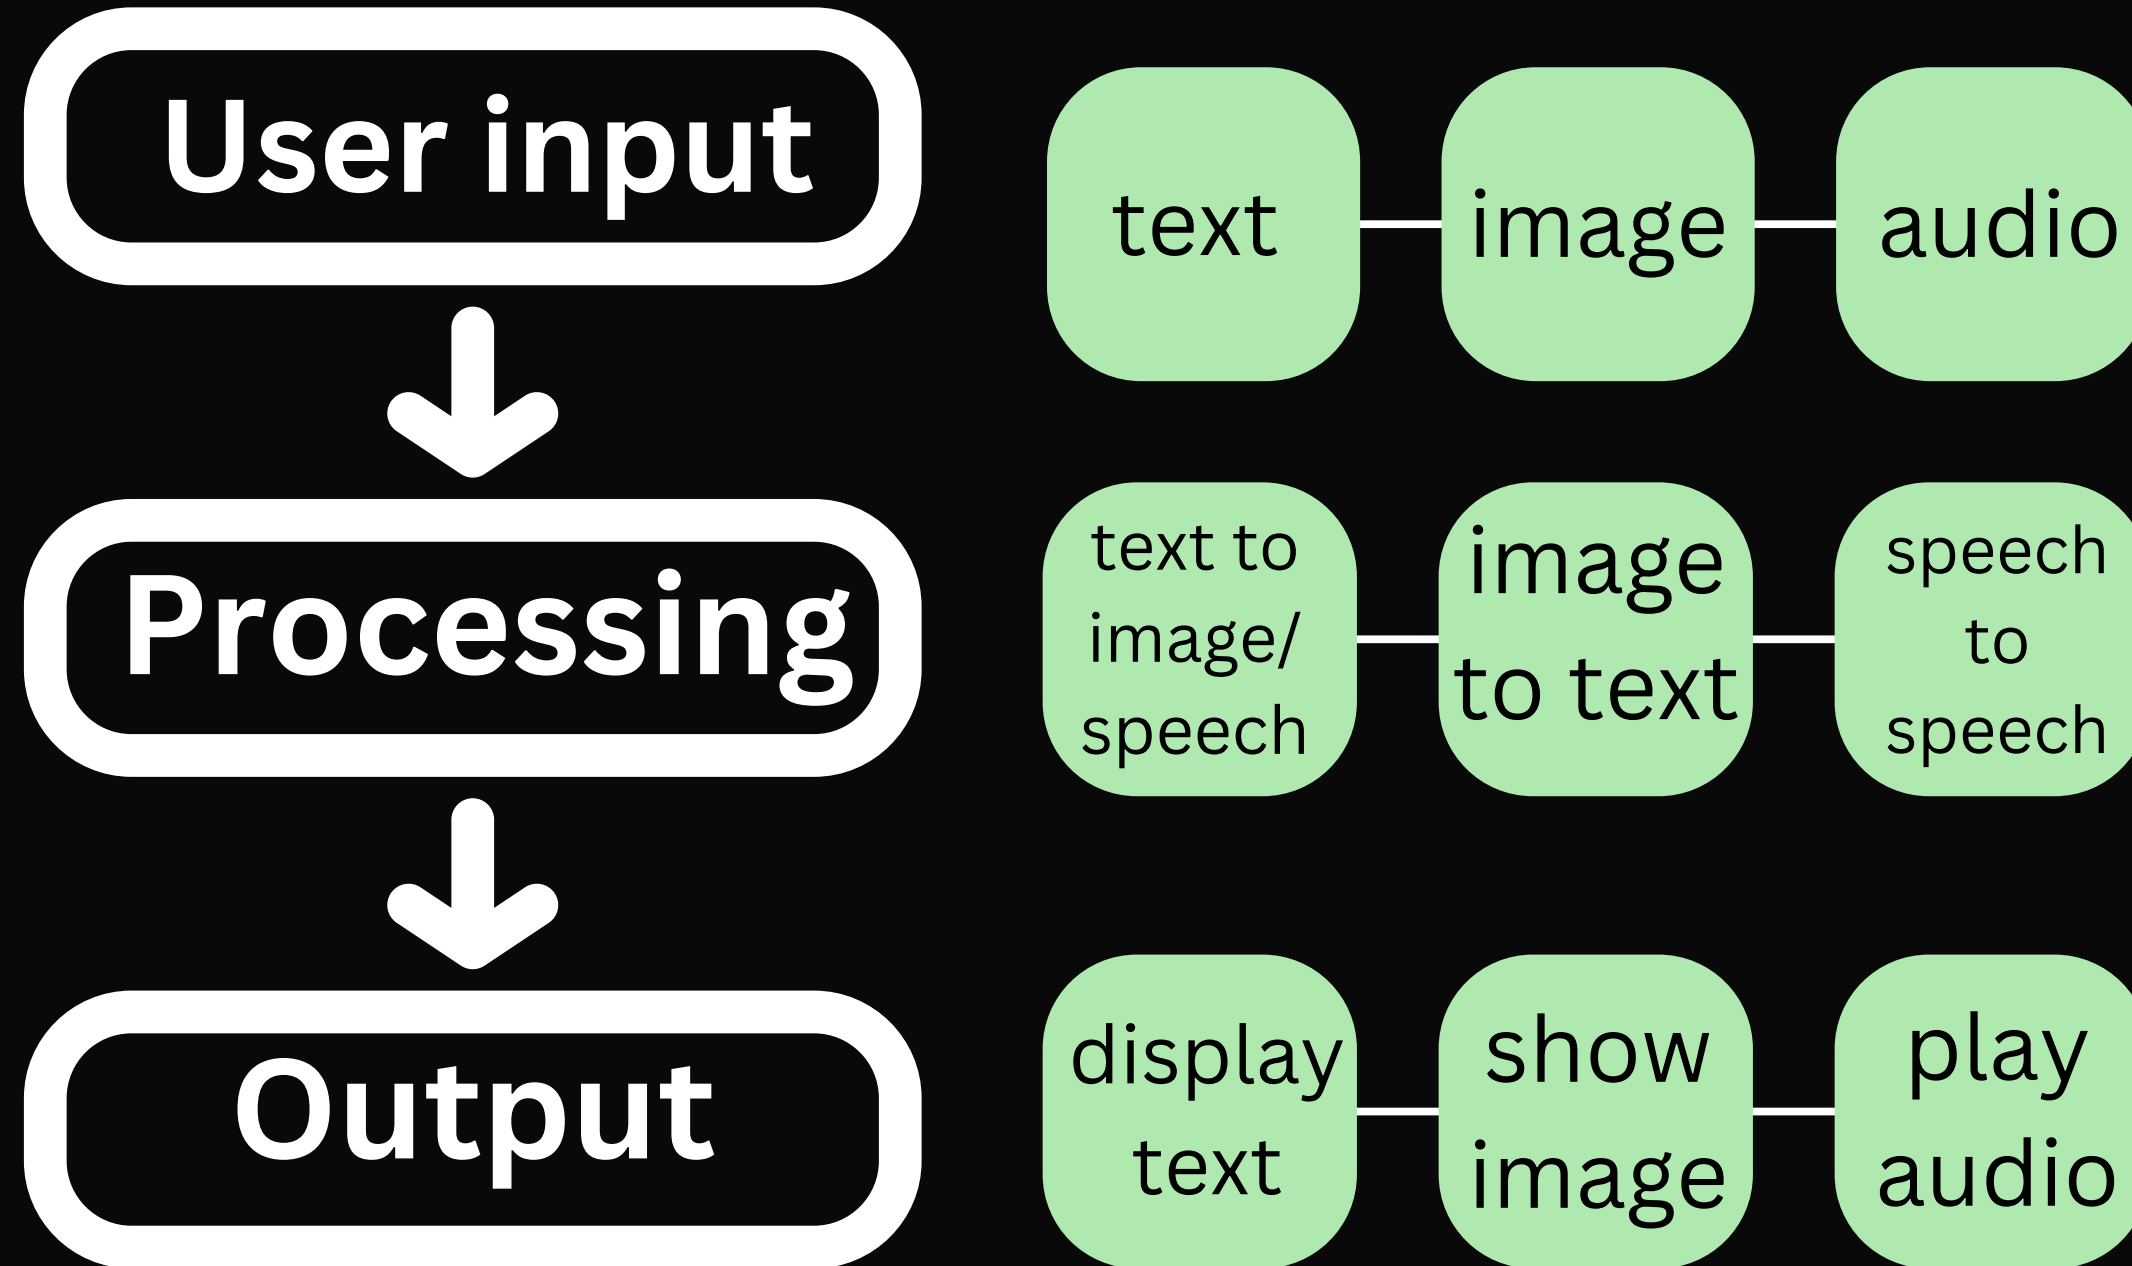 User input
text
image
audio
Processing
text to
image/
speech
image
to text
speech
to
speech
Output
display
text
show
image
play
audio